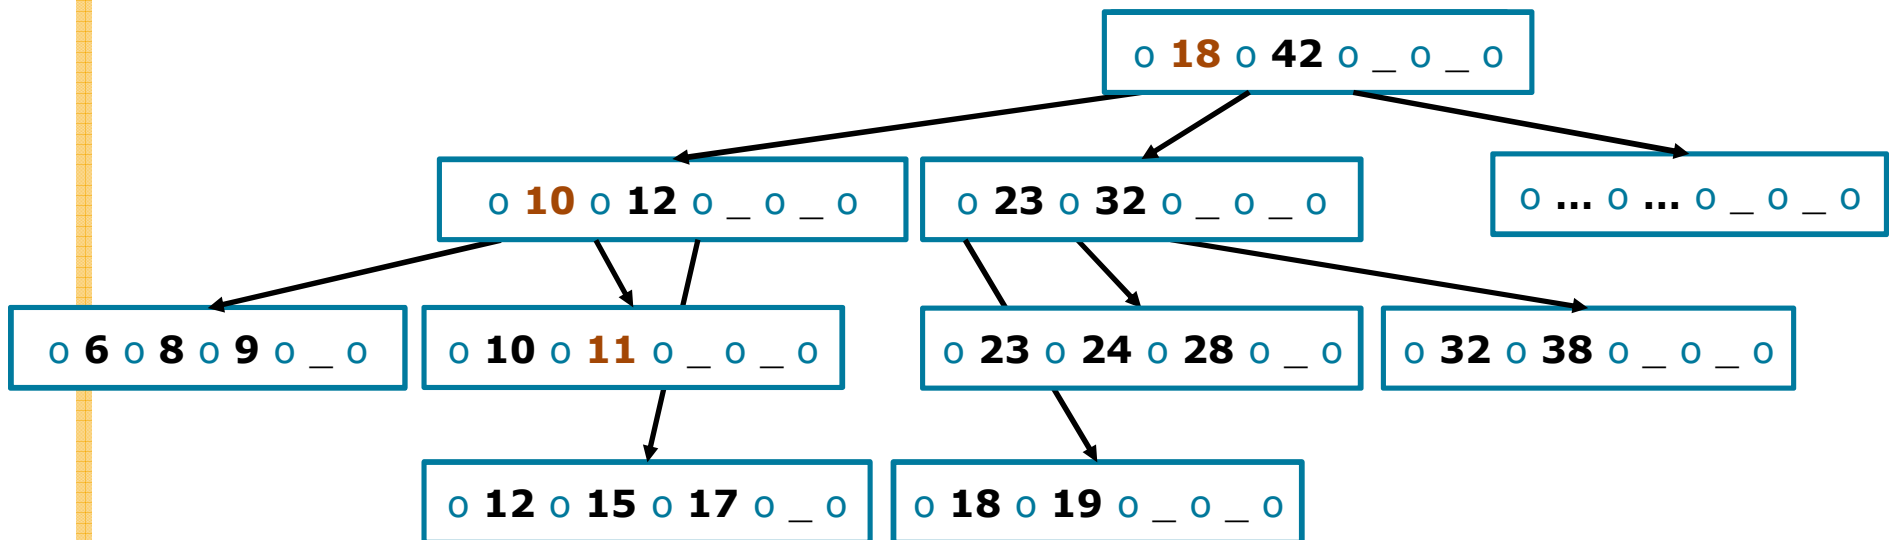 o 18 o 42 o _ o _ o
o 10 o 12 o _ o _ o
o 23 o 32 o _ o _ o
o ... o ... o _ o _ o
o 6 o 8 o 9 o _ o
o 10 o 11 o _ o _ o
o 23 o 24 o 28 o _ o
o 32 o 38 o _ o _ o
o 12 o 15 o 17 o _ o
o 18 o 19 o _ o _ o